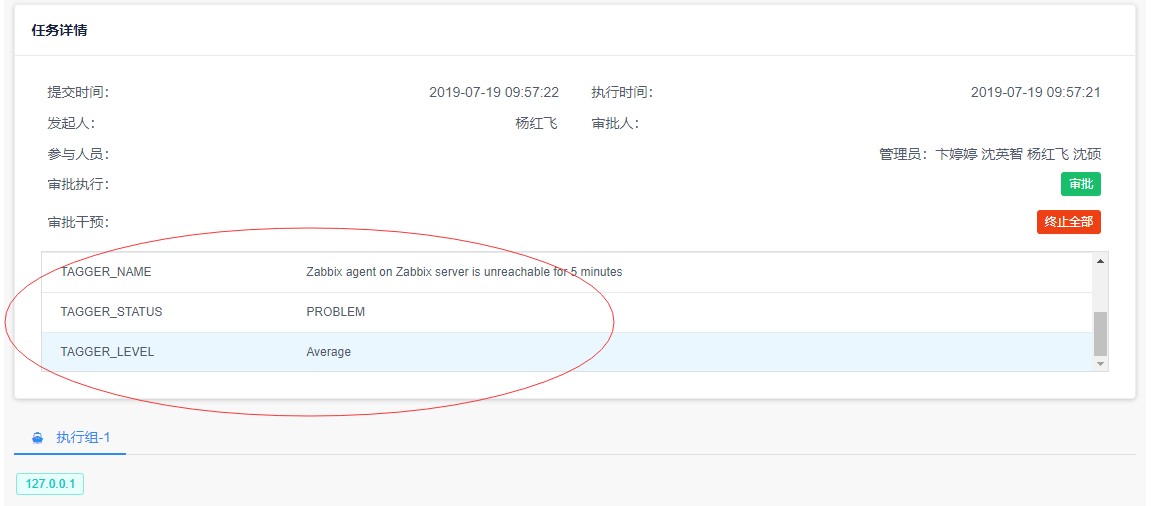 任务详情
提交时间: 2019-07-19 09:57:22 执行时间: 2019-07-19 09:57:21
发起人: 杨红飞 审批人:
参与人员: 管理员：卞婷婷 沈英智 杨红飞 沈硕
审批执行: 审批
审批干预: 终止全部
TAGGER_NAME Zabbix agent on Zabbix server is unreachable for 5 minutes
TAGGER_STATUS PROBLEM
TAGGER_LEVEL Average
执行组-1
127.0.0.1